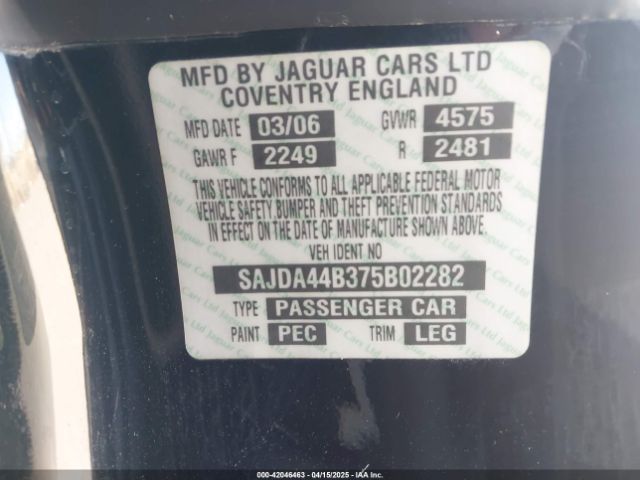 MFD BY JAGUAR CARS LTD
COVENTRY ENGLAND
MFD DATE 03/06 GVWR 4575
GAWR F 2249 R 2481
THIS VEHICLE CONFORMS TO ALL APPLICABLE FEDERAL MOTOR
VEHICLE SAFETY, BUMPER AND THEFT PREVENTION STANDARDS
IN EFFECT ON THE DATE OF MANUFACTURE SHOWN ABOVE.
VEH IDENT NO
SAJDA44B375B02282
TYPE PASSENGER CAR
PAINT PEC TRIM LEG
000-42046463 - 04/15/2025 - IAA Inc.